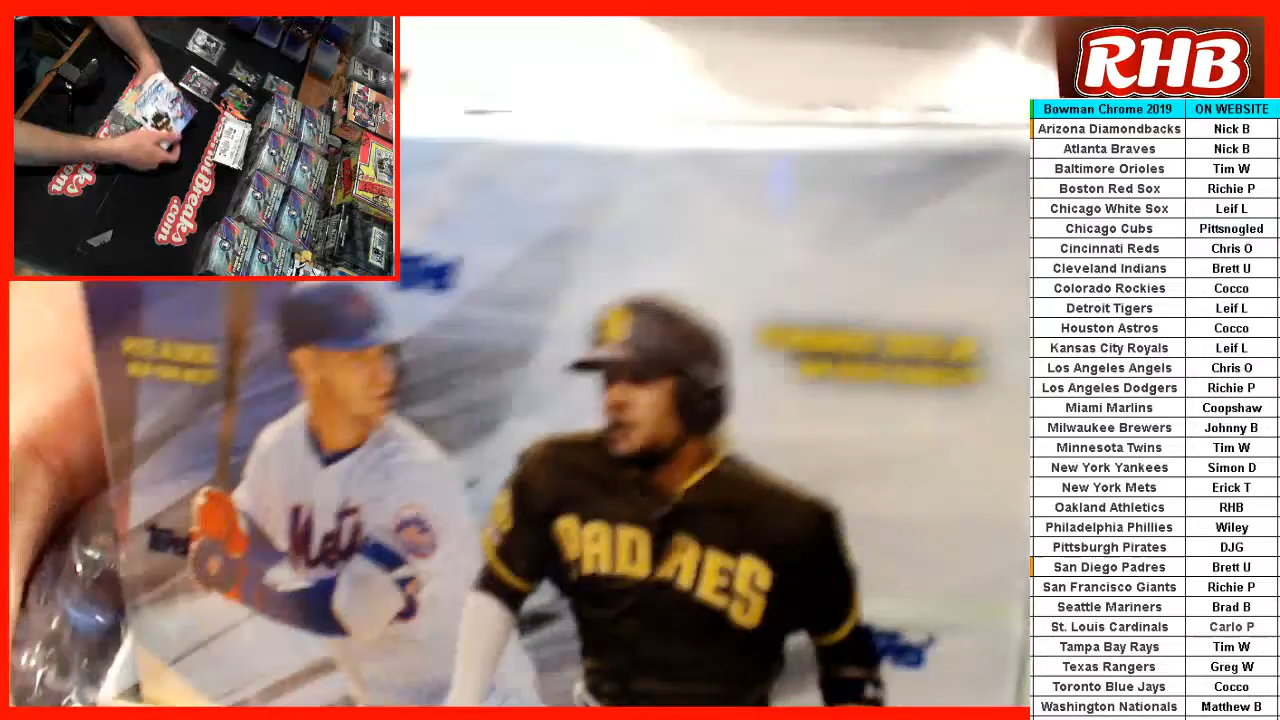 RHB
Bowman Chrome 2019 ON WEBSITE
Arizona Diamondbacks Nick B
Atlanta Braves Nick B
Baltimore Orioles Tim W
Boston Red Sox Richie P
Chicago White Sox Leif L
Chicago Cubs Pittsnogled
Cincinnati Reds Chris O
Cleveland Indians Brett U
Colorado Rockies Cocco
Detroit Tigers Leif L
Houston Astros Cocco
Kansas City Royals Leif L
Los Angeles Angels Chris O
Los Angeles Dodgers Richie P
Miami Marlins Coopshaw
Milwaukee Brewers Johnny B
Minnesota Twins Tim W
New York Yankees Simon D
New York Mets Erick T
Oakland Athletics RHB
Philadelphia Phillies Wiley
Pittsburgh Pirates DJG
San Diego Padres Brett U
San Francisco Giants Richie P
Seattle Mariners Brad B
St. Louis Cardinals Carlo P
Tampa Bay Rays Tim W
Texas Rangers Greg W
Toronto Blue Jays Cocco
Washington Nationals Matthew B
Mets
PADRES